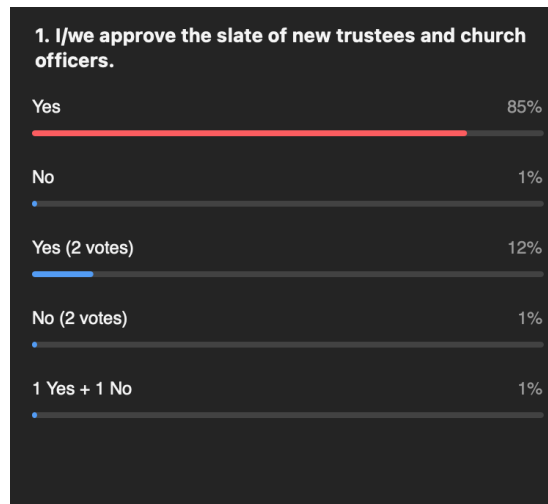 1. I/we approve the slate of new trustees and church
officers.
Yes 85%
No 1%
Yes (2 votes) 12%
No (2 votes) 1%
1 Yes + 1 No 1%